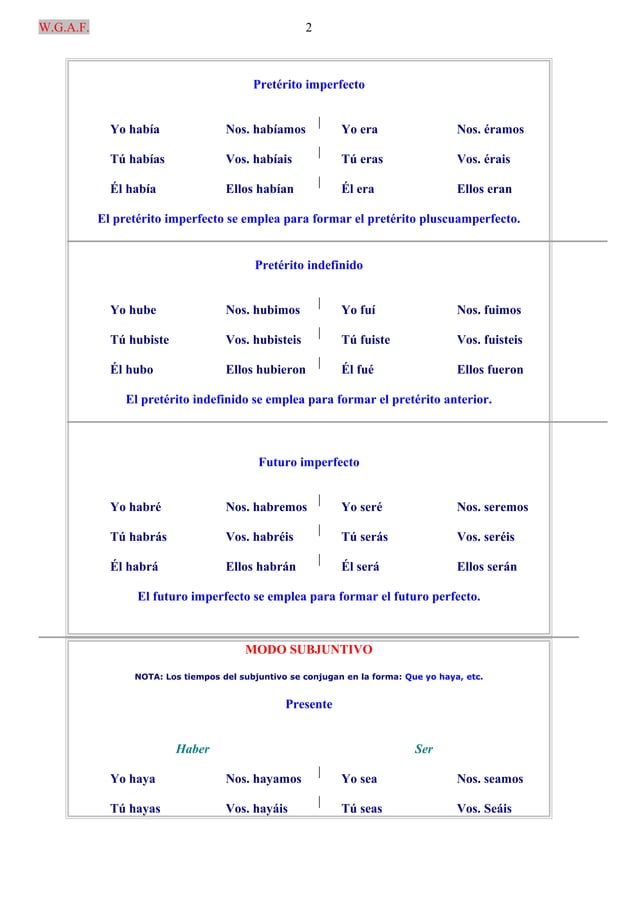 W.G.A.F. 2
Pretérito imperfecto
Yo había Nos. habíamos Yo era Nos. éramos
Tú habías Vos. habíais Tú eras Vos. érais
Él había Ellos habían Él era Ellos eran
El pretérito imperfecto se emplea para formar el pretérito pluscuamperfecto.
Pretérito indefinido
Yo hube Nos. hubimos Yo fuí Nos. fuimos
Tú hubiste Vos. hubisteis Tú fuiste Vos. fuisteis
Él hubo Ellos hubieron Él fué Ellos fueron
El pretérito indefinido se emplea para formar el pretérito anterior.
Futuro imperfecto
Yo habré Nos. habremos Yo seré Nos. seremos
Tú habrás Vos. habréis Tú serás Vos. seréis
Él habrá Ellos habrán Él será Ellos serán
El futuro imperfecto se emplea para formar el futuro perfecto.
MODO SUBJUNTIVO
NOTA: Los tiempos del subjuntivo se conjugan en la forma: Que yo haya, etc.
Presente
Haber Ser
Yo haya Nos. hayamos Yo sea Nos. seamos
Tú hayas Vos. hayáis Tú seas Vos. Seáis